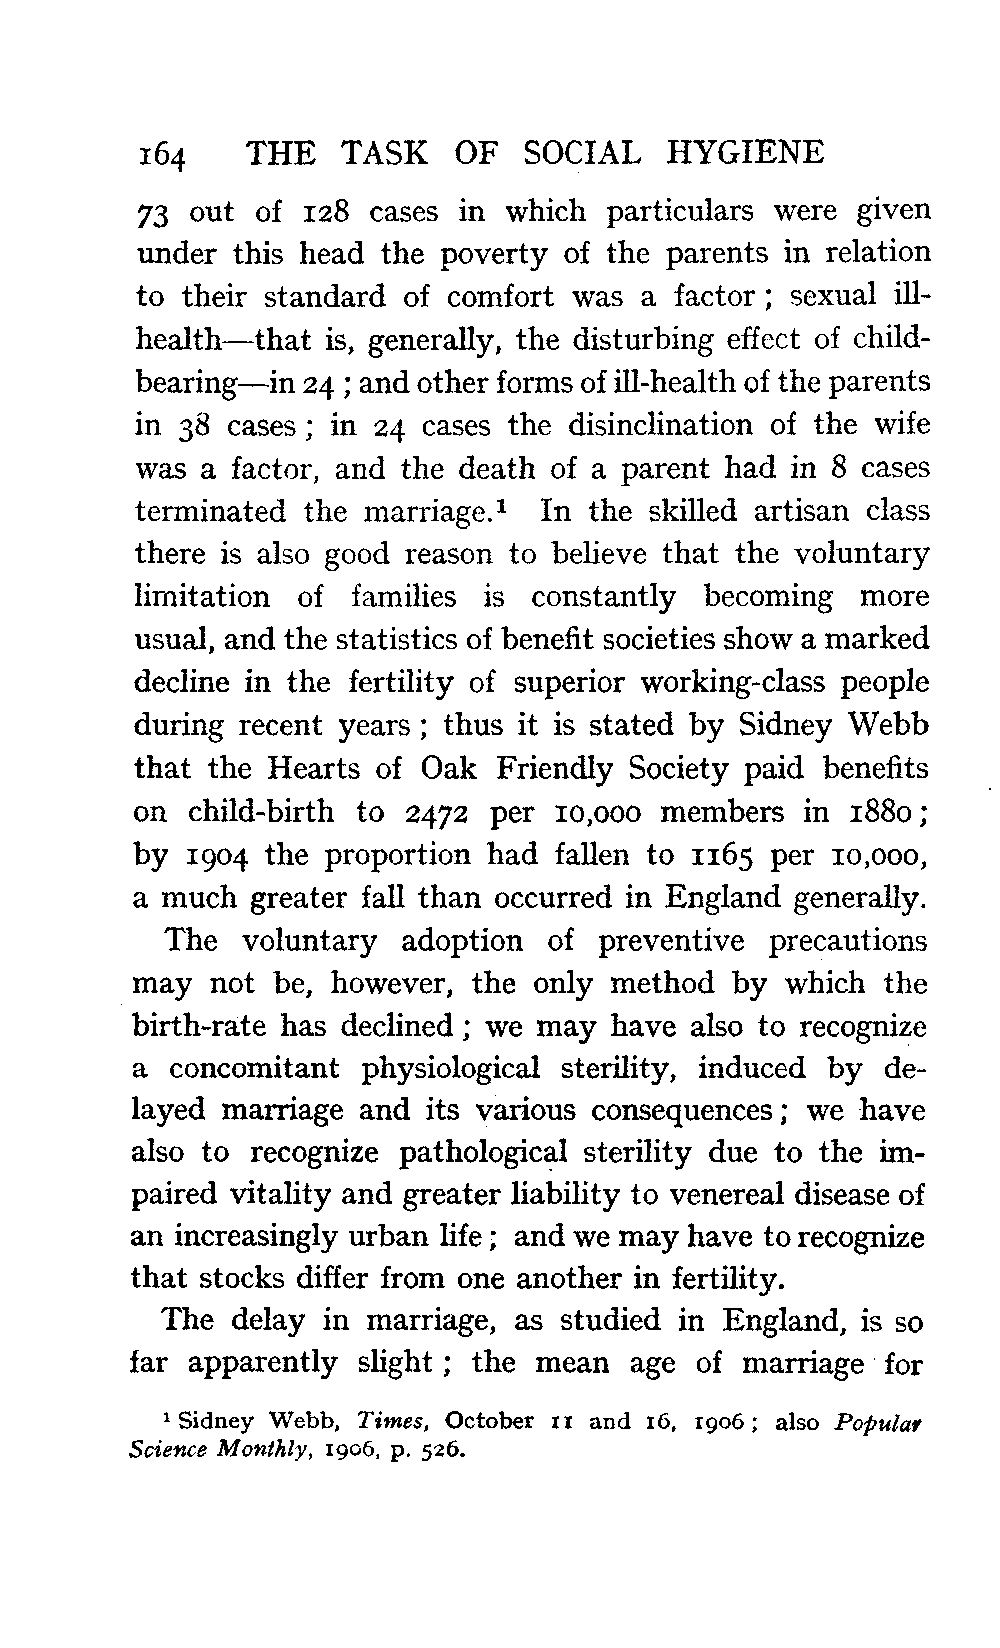 164 THE TASK OF SOCIAL HYGIENE
73 out of 128 cases in which particulars were given
under this head the poverty of the parents in relation
to their standard of comfort was a factor ; sexual ill-
health—that is, generally, the disturbing effect of child-
bearing—in 24 ; and other forms of ill-health of the parents
in 38 cases ; in 24 cases the disinclination of the wife
was a factor, and the death of a parent had in 8 cases
terminated the marriage.¹ In the skilled artisan class
there is also good reason to believe that the voluntary
limitation of families is constantly becoming more
usual, and the statistics of benefit societies show a marked
decline in the fertility of superior working-class people
during recent years ; thus it is stated by Sidney Webb
that the Hearts of Oak Friendly Society paid benefits
on child-birth to 2472 per 10,000 members in 1880 ;
by 1904 the proportion had fallen to 1165 per 10,000,
a much greater fall than occurred in England generally.
The voluntary adoption of preventive precautions
may not be, however, the only method by which the
birth-rate has declined ; we may have also to recognize
a concomitant physiological sterility, induced by de-
layed marriage and its various consequences ; we have
also to recognize pathological sterility due to the im-
paired vitality and greater liability to venereal disease of
an increasingly urban life ; and we may have to recognize
that stocks differ from one another in fertility.
The delay in marriage, as studied in England, is so
far apparently slight ; the mean age of marriage for
¹ Sidney Webb, Times, October 11 and 16, 1906 ; also Popular
Science Monthly, 1906, p. 526.